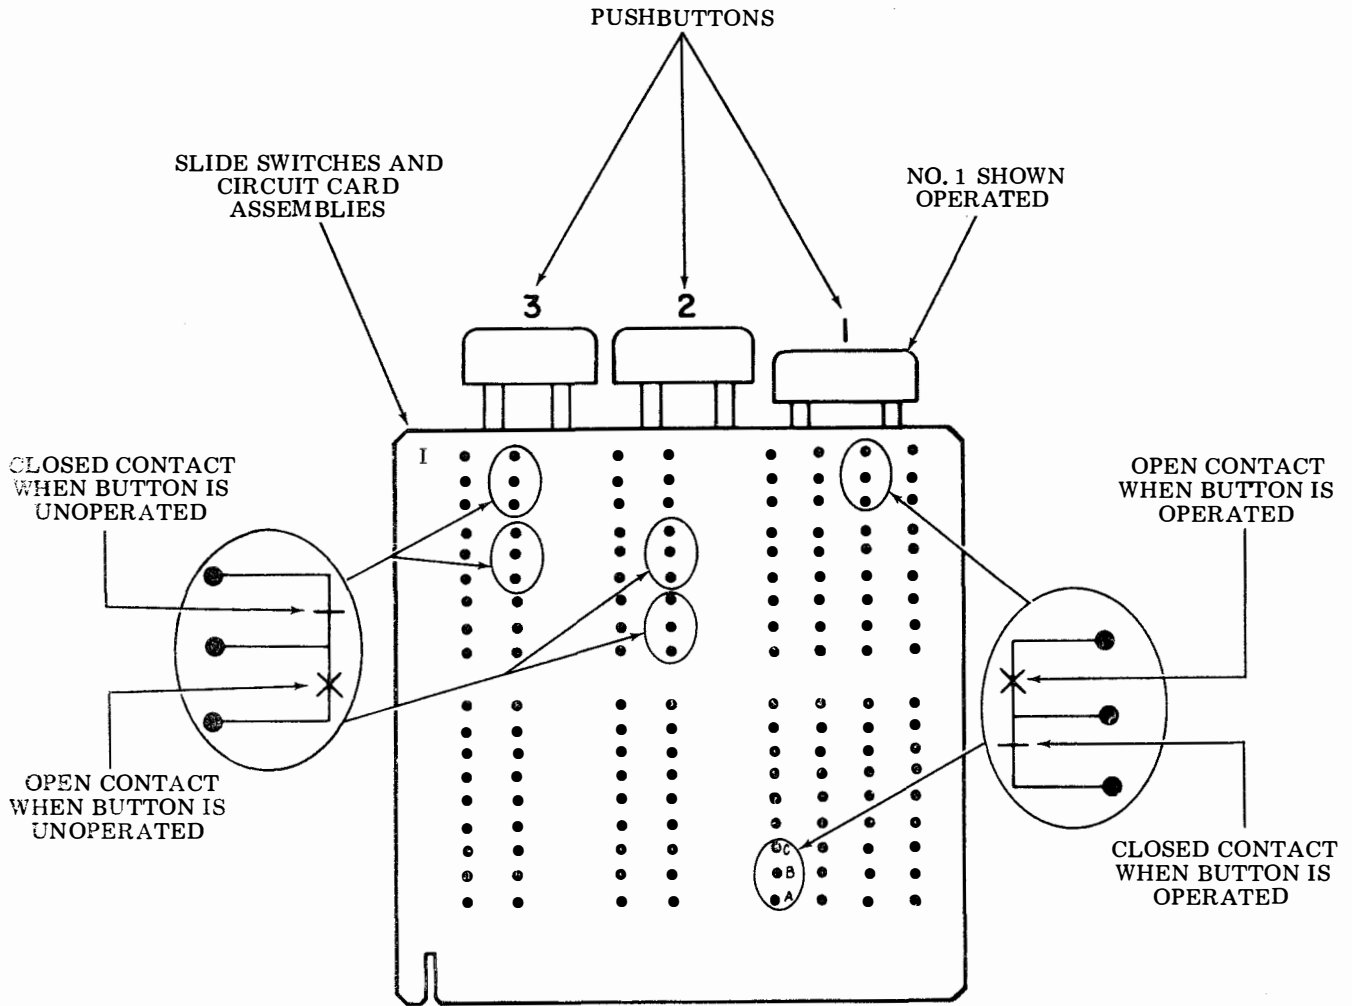 PUSHBUTTONS
SLIDE SWITCHES AND
CIRCUIT CARD
ASSEMBLIES
NO. 1 SHOWN
OPERATED
3
2
1
I
CLOSED CONTACT
WHEN BUTTON IS
UNOPERATED
OPEN CONTACT
WHEN BUTTON IS
OPERATED
OPEN CONTACT
WHEN BUTTON IS
UNOPERATED
C
B
A
CLOSED CONTACT
WHEN BUTTON IS
OPERATED